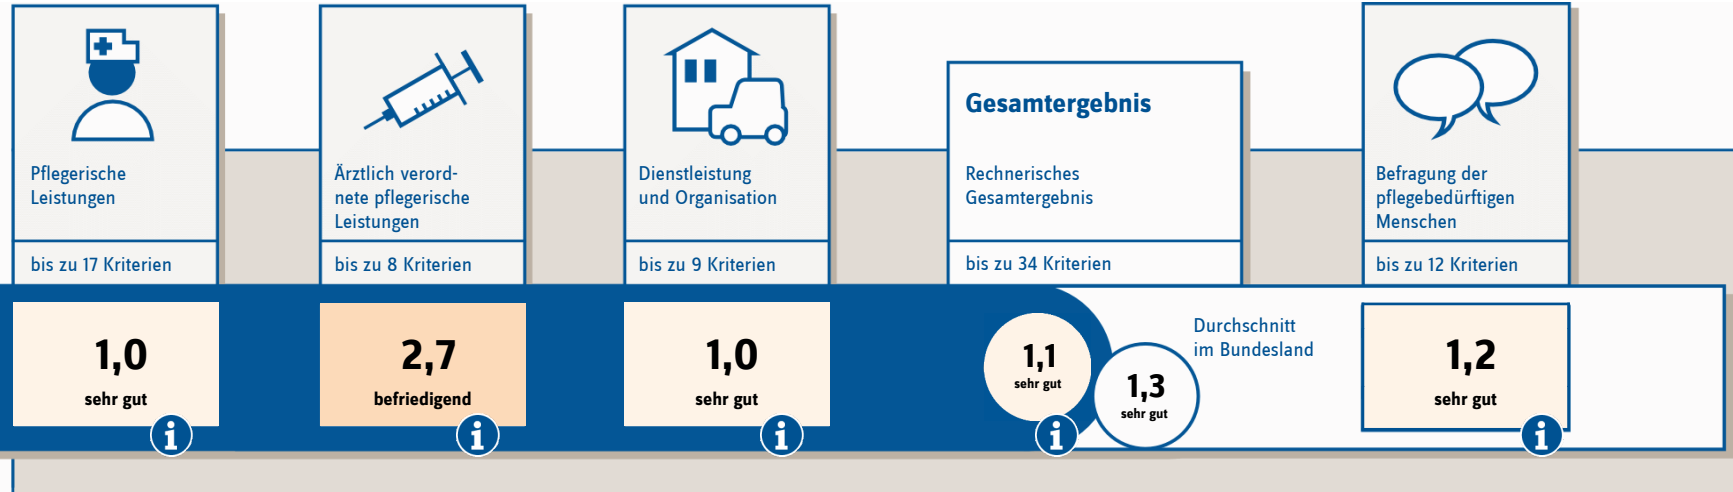 Pflegerische
Leistungen
bis zu 17 Kriterien
1,0
sehr gut
i
Ärztlich verord-
nete pflegerische
Leistungen
bis zu 8 Kriterien
2,7
befriedigend
i
Dienstleistung
und Organisation
bis zu 9 Kriterien
1,0
sehr gut
i
Gesamtergebnis
Rechnerisches
Gesamtergebnis
bis zu 34 Kriterien
1,1
sehr gut
i
1,3
sehr gut
Durchschnitt
im Bundesland
Befragung der
pflegebedürftigen
Menschen
bis zu 12 Kriterien
1,2
sehr gut
i